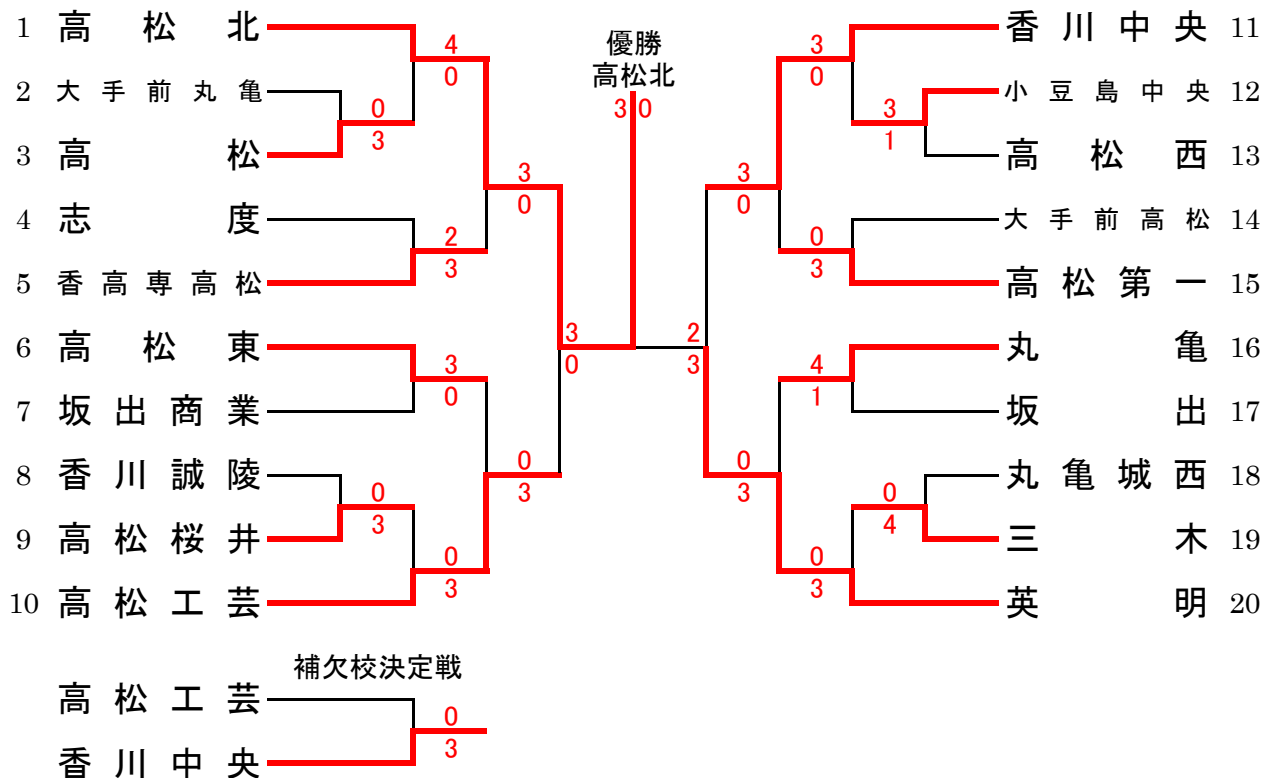 優勝
高松北
3 0
1 高松北
2 大手前丸亀
3 高松
4 志度
5 香高専高松
6 高松東
7 坂出商業
8 香川誠陵
9 高松桜井
10 高松工芸
4
0
0
3
2
3
3
0
0
3
0
3
3
0
0
3
3
0
2
3
3
0
0
3
3
0
3
1
0
3
4
1
0
4
0
3
香川中央 11
小豆島中央 12
高松西 13
大手前高松 14
高松第一 15
丸亀 16
坂出 17
丸亀城西 18
三木 19
英明 20
補欠校決定戦
高松工芸
0
3
香川中央